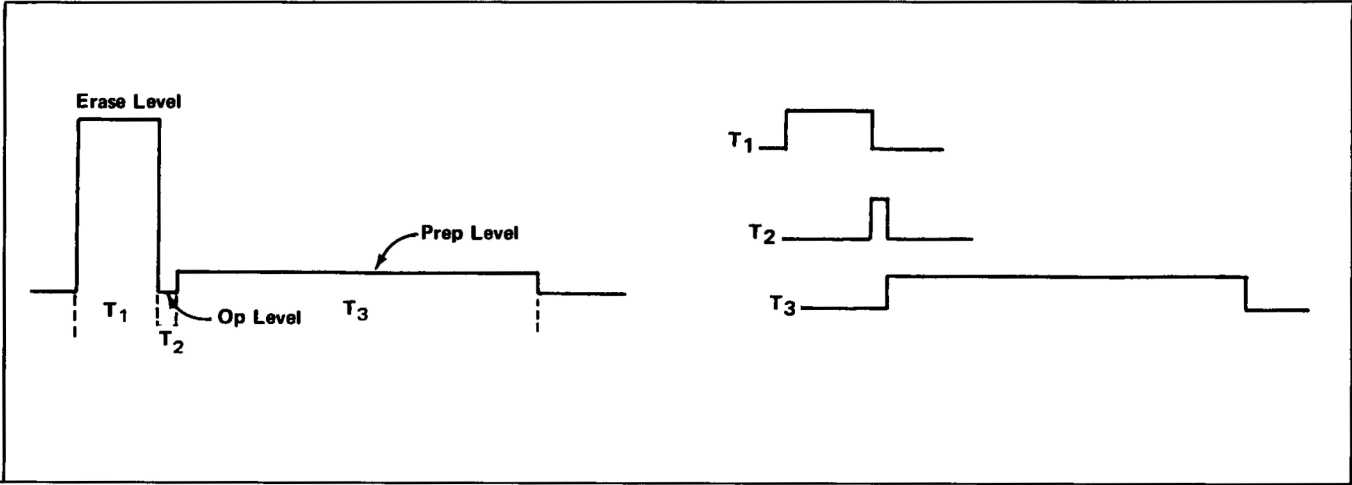 Erase Level
Prep Level
T1
T2
Op Level
T3
T1
T2
T3